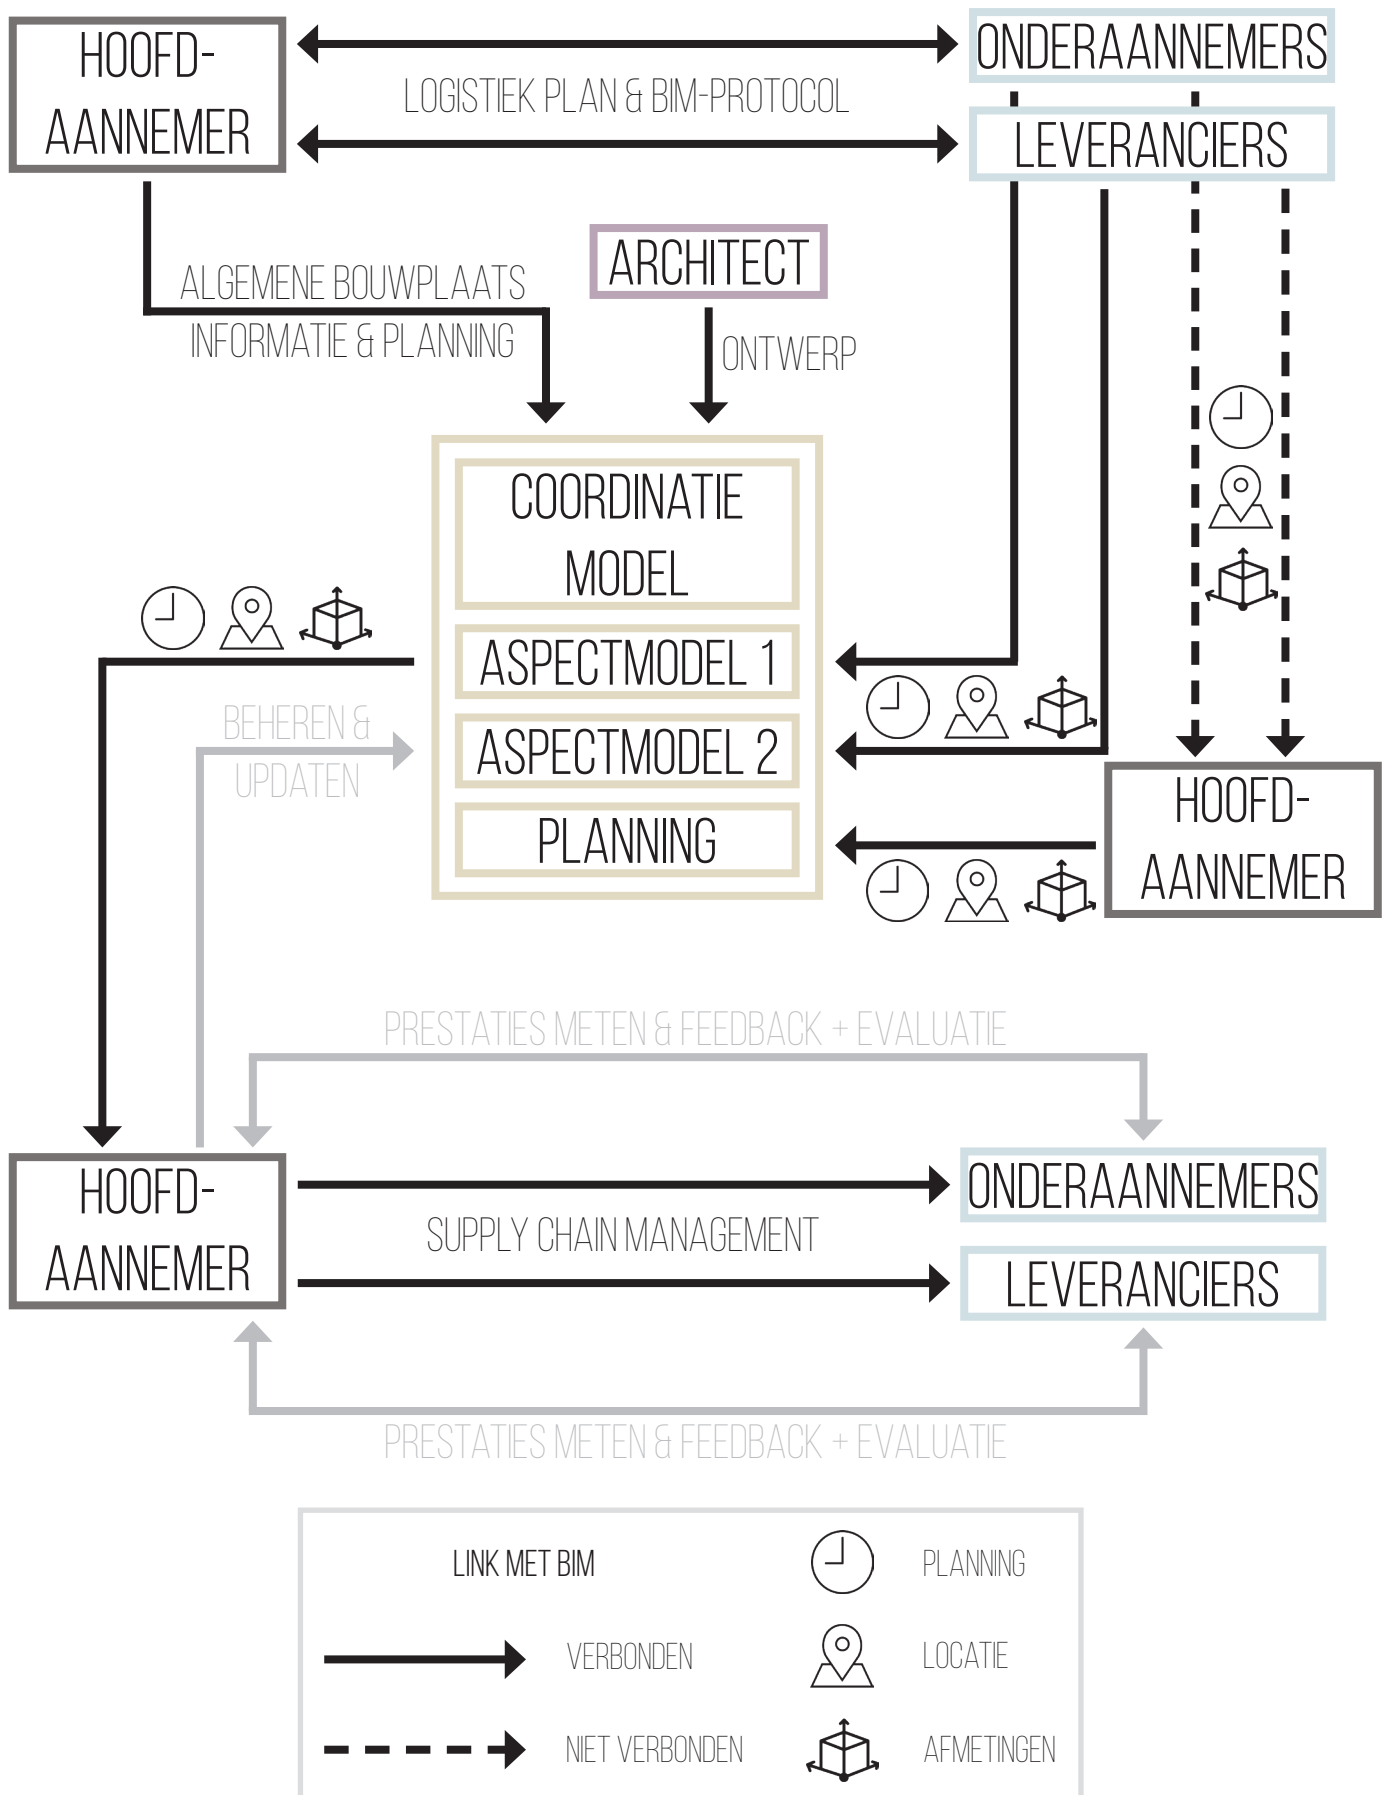 HOOFD-
AANNEMER
ONDERAANNEMERS
LOGISTIEK PLAN & BIM-PROTOCOL
LEVERANCIERS
ARCHITECT
ALGEMENE BOUWPLAATS
INFORMATIE & PLANNING
ONTWERP
COORDINATIE
MODEL
ASPECTMODEL 1
ASPECTMODEL 2
PLANNING
BEHEREN &
UPDATEN
HOOFD-
AANNEMER
PRESTATIES METEN & FEEDBACK + EVALUATIE
HOOFD-
AANNEMER
ONDERAANNEMERS
SUPPLY CHAIN MANAGEMENT
LEVERANCIERS
PRESTATIES METEN & FEEDBACK + EVALUATIE
LINK MET BIM
PLANNING
VERBONDEN
LOCATIE
NIET VERBONDEN
AFMETINGEN